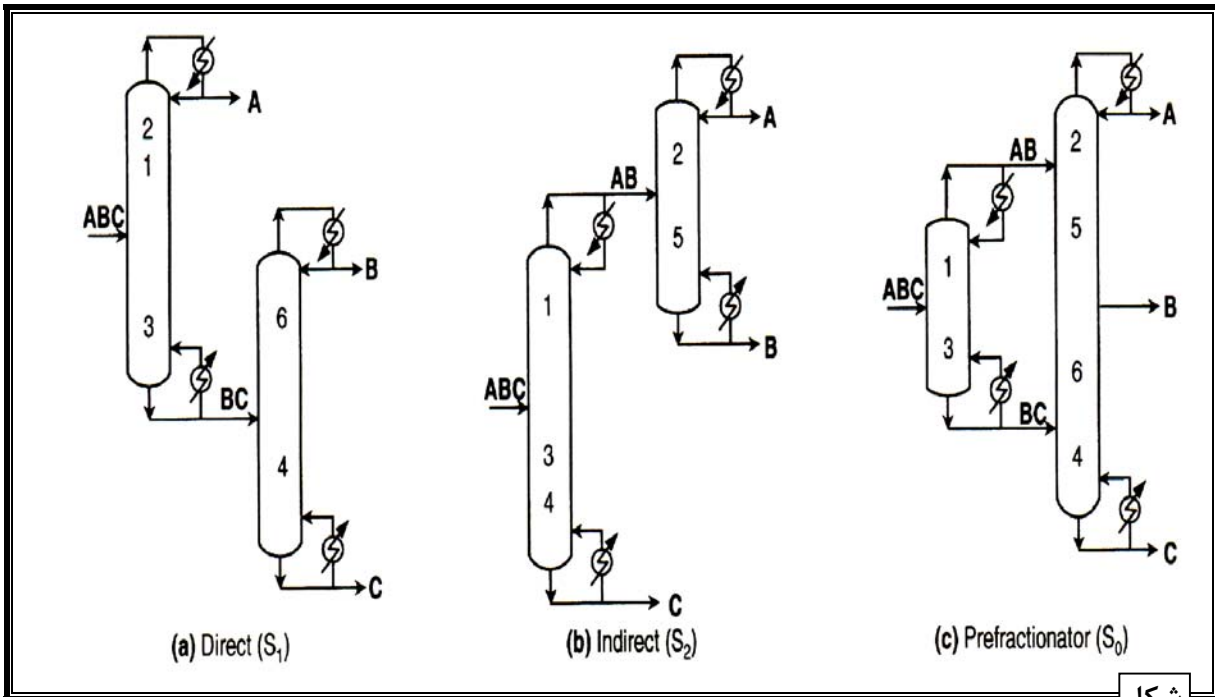 A
2
1
ABC
3
BC
6
B
4
C
(a) Direct (S₁)
A
2
AB
5
B
1
ABC
3
4
C
(b) Indirect (S₂)
A
2
AB
5
1
ABC
3
B
6
BC
4
C
(c) Prefractionator (S₀)